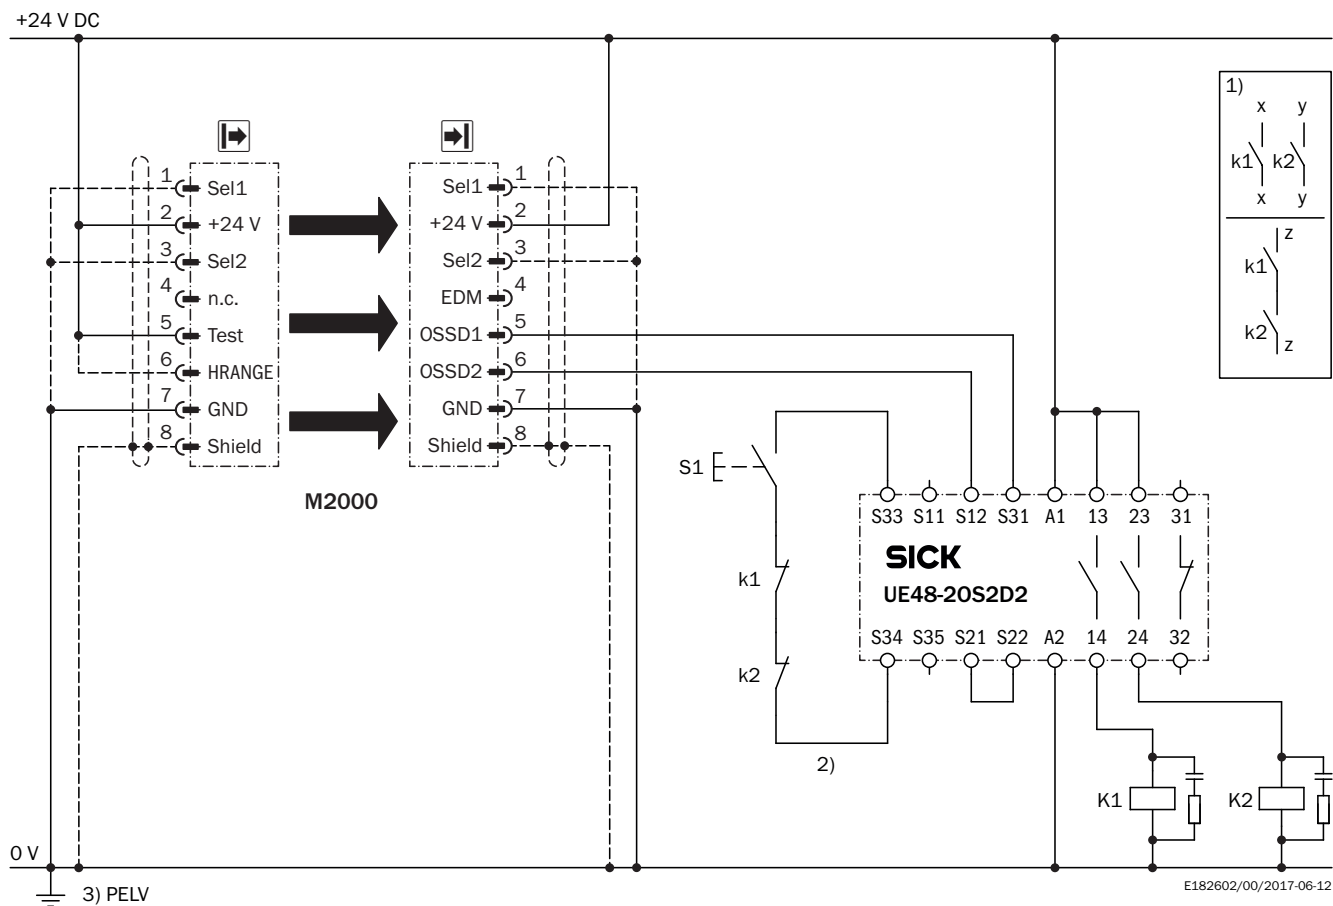 +24 V DC
1)
x y
k1 k2
x y
z
k1
k2
z
1 Sel1
2 +24 V
3 Sel2
4 n.c.
5 Test
6 HRANGE
7 GND
8 Shield
Sel1 1
+24 V 2
Sel2 3
EDM 4
OSSD1 5
OSSD2 6
GND 7
Shield 8
M2000
S1
k1
k2
2)
S33 S11 S12 S31 A1 13 23 31
SICK
UE48-2OS2D2
S34 S35 S21 S22 A2 14 24 32
K1 K2
0 V
3) PELV
E182602/00/2017-06-12